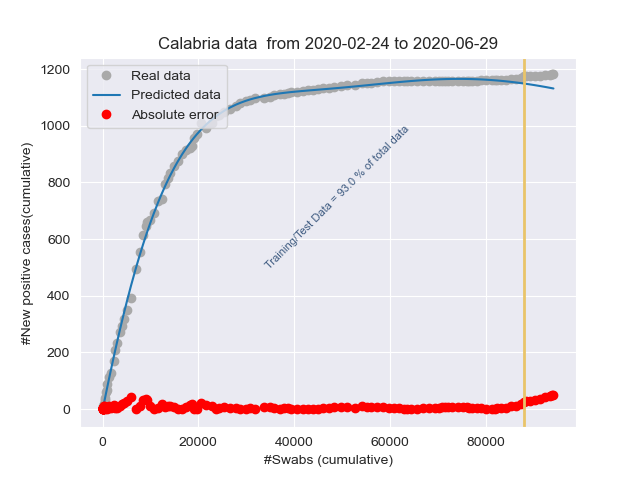 Calabria data  from 2020-02-24 to 2020-06-29
Real data
Predicted data
Absolute error
Training/Test Data = 93.0 % of total data
#New positive cases(cumulative)
1200
1000
800
600
400
200
0
0 20000 40000 60000 80000
#Swabs (cumulative)